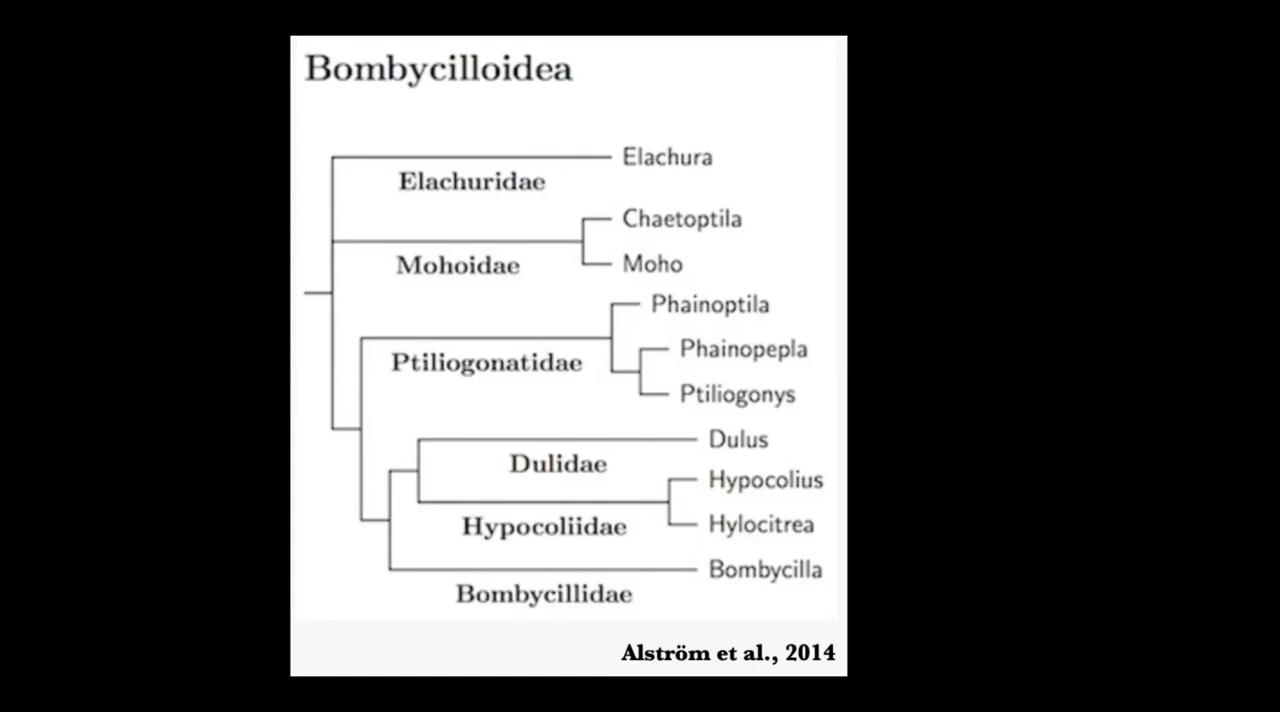 Bombycilloidea
Elachura
Elachuridae
Chaetoptila
Mohoidae
Moho
Phainoptila
Phainopepla
Ptiliogonatidae
Ptiliogonys
Dulus
Dulidae
Hypocolius
Hypocoliidae
Hylocitrea
Bombycilla
Bombycillidae
Alström et al., 2014